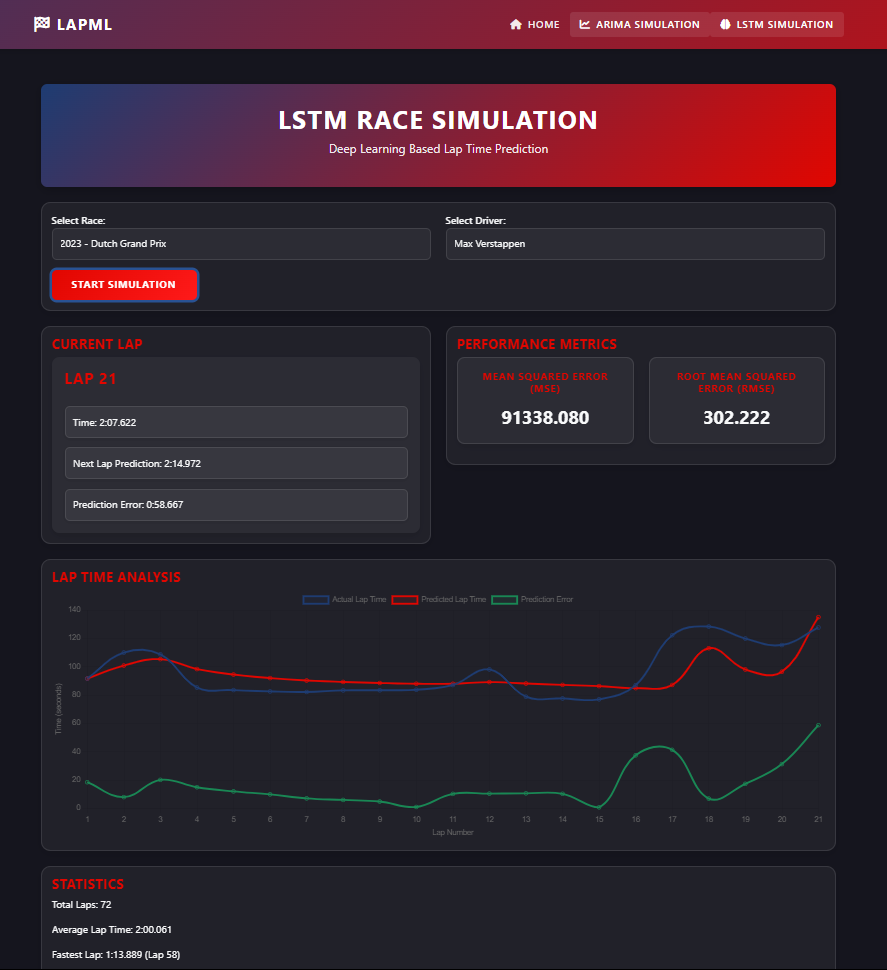 LAPML
HOME
ARIMA SIMULATION
LSTM SIMULATION
LSTM RACE SIMULATION
Deep Learning Based Lap Time Prediction
Select Race:
2023 - Dutch Grand Prix
Select Driver:
Max Verstappen
START SIMULATION
CURRENT LAP
LAP 21
Time: 2:07.622
Next Lap Prediction: 2:14.972
Prediction Error: 0:58.667
PERFORMANCE METRICS
MEAN SQUARED ERROR
(MSE)
91338.080
ROOT MEAN SQUARED
ERROR (RMSE)
302.222
LAP TIME ANALYSIS
Actual Lap Time
Predicted Lap Time
Prediction Error
Time (seconds)
140
120
100
80
60
40
20
0
1 2 3 4 5 6 7 8 9 10 11 12 13 14 15 16 17 18 19 20 21
Lap Number
STATISTICS
Total Laps: 72
Average Lap Time: 2:00.061
Fastest Lap: 1:13.889 (Lap 58)